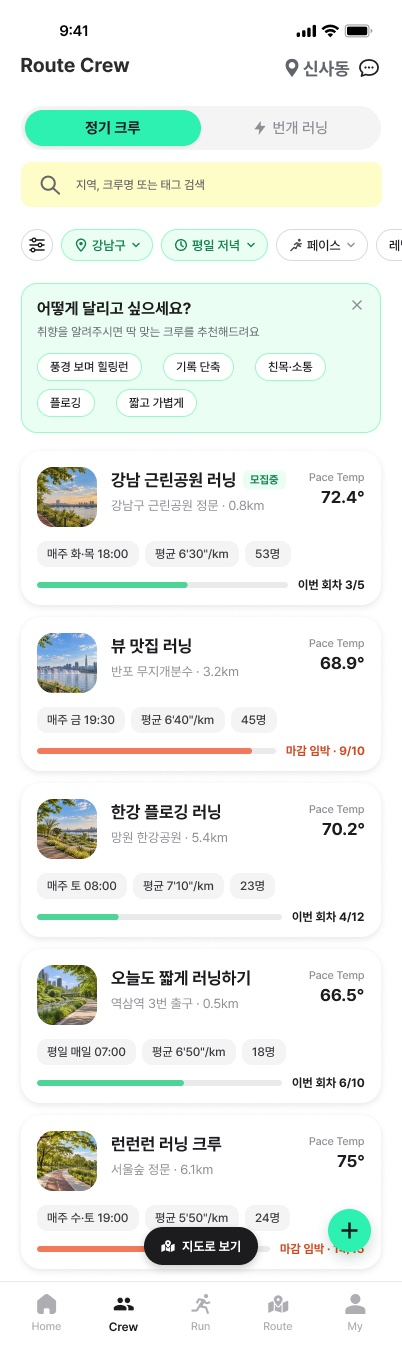 9:41
Route Crew
신사동
정기 크루
번개 러닝
지역, 크루명 또는 태그 검색
강남구
평일 저녁
페이스
어떻게 달리고 싶으세요?
취향을 알려주시면 딱 맞는 크루를 추천해드려요
풍경 보며 힐링런
기록 단축
친목·소통
플로깅
짧고 가볍게
강남 근린공원 러닝 모집중
Pace Temp
강남구 근린공원 정문 · 0.8km
72.4°
매주 화·목 18:00
평균 6'30"/km
53명
이번 회차 3/5
뷰 맛집 러닝
Pace Temp
반포 무지개분수 · 3.2km
68.9°
매주 금 19:30
평균 6'40"/km
45명
마감 임박 · 9/10
한강 플로깅 러닝
Pace Temp
망원 한강공원 · 5.4km
70.2°
매주 토 08:00
평균 7'10"/km
23명
이번 회차 4/12
오늘도 짧게 러닝하기
Pace Temp
역삼역 3번 출구 · 0.5km
66.5°
평일 매일 07:00
평균 6'50"/km
18명
이번 회차 6/10
런런런 러닝 크루
Pace Temp
서울숲 정문 · 6.1km
75°
매주 수·토 19:00
평균 5'50"/km
24명
마감 임박 ·
지도로 보기
Home
Crew
Run
Route
My